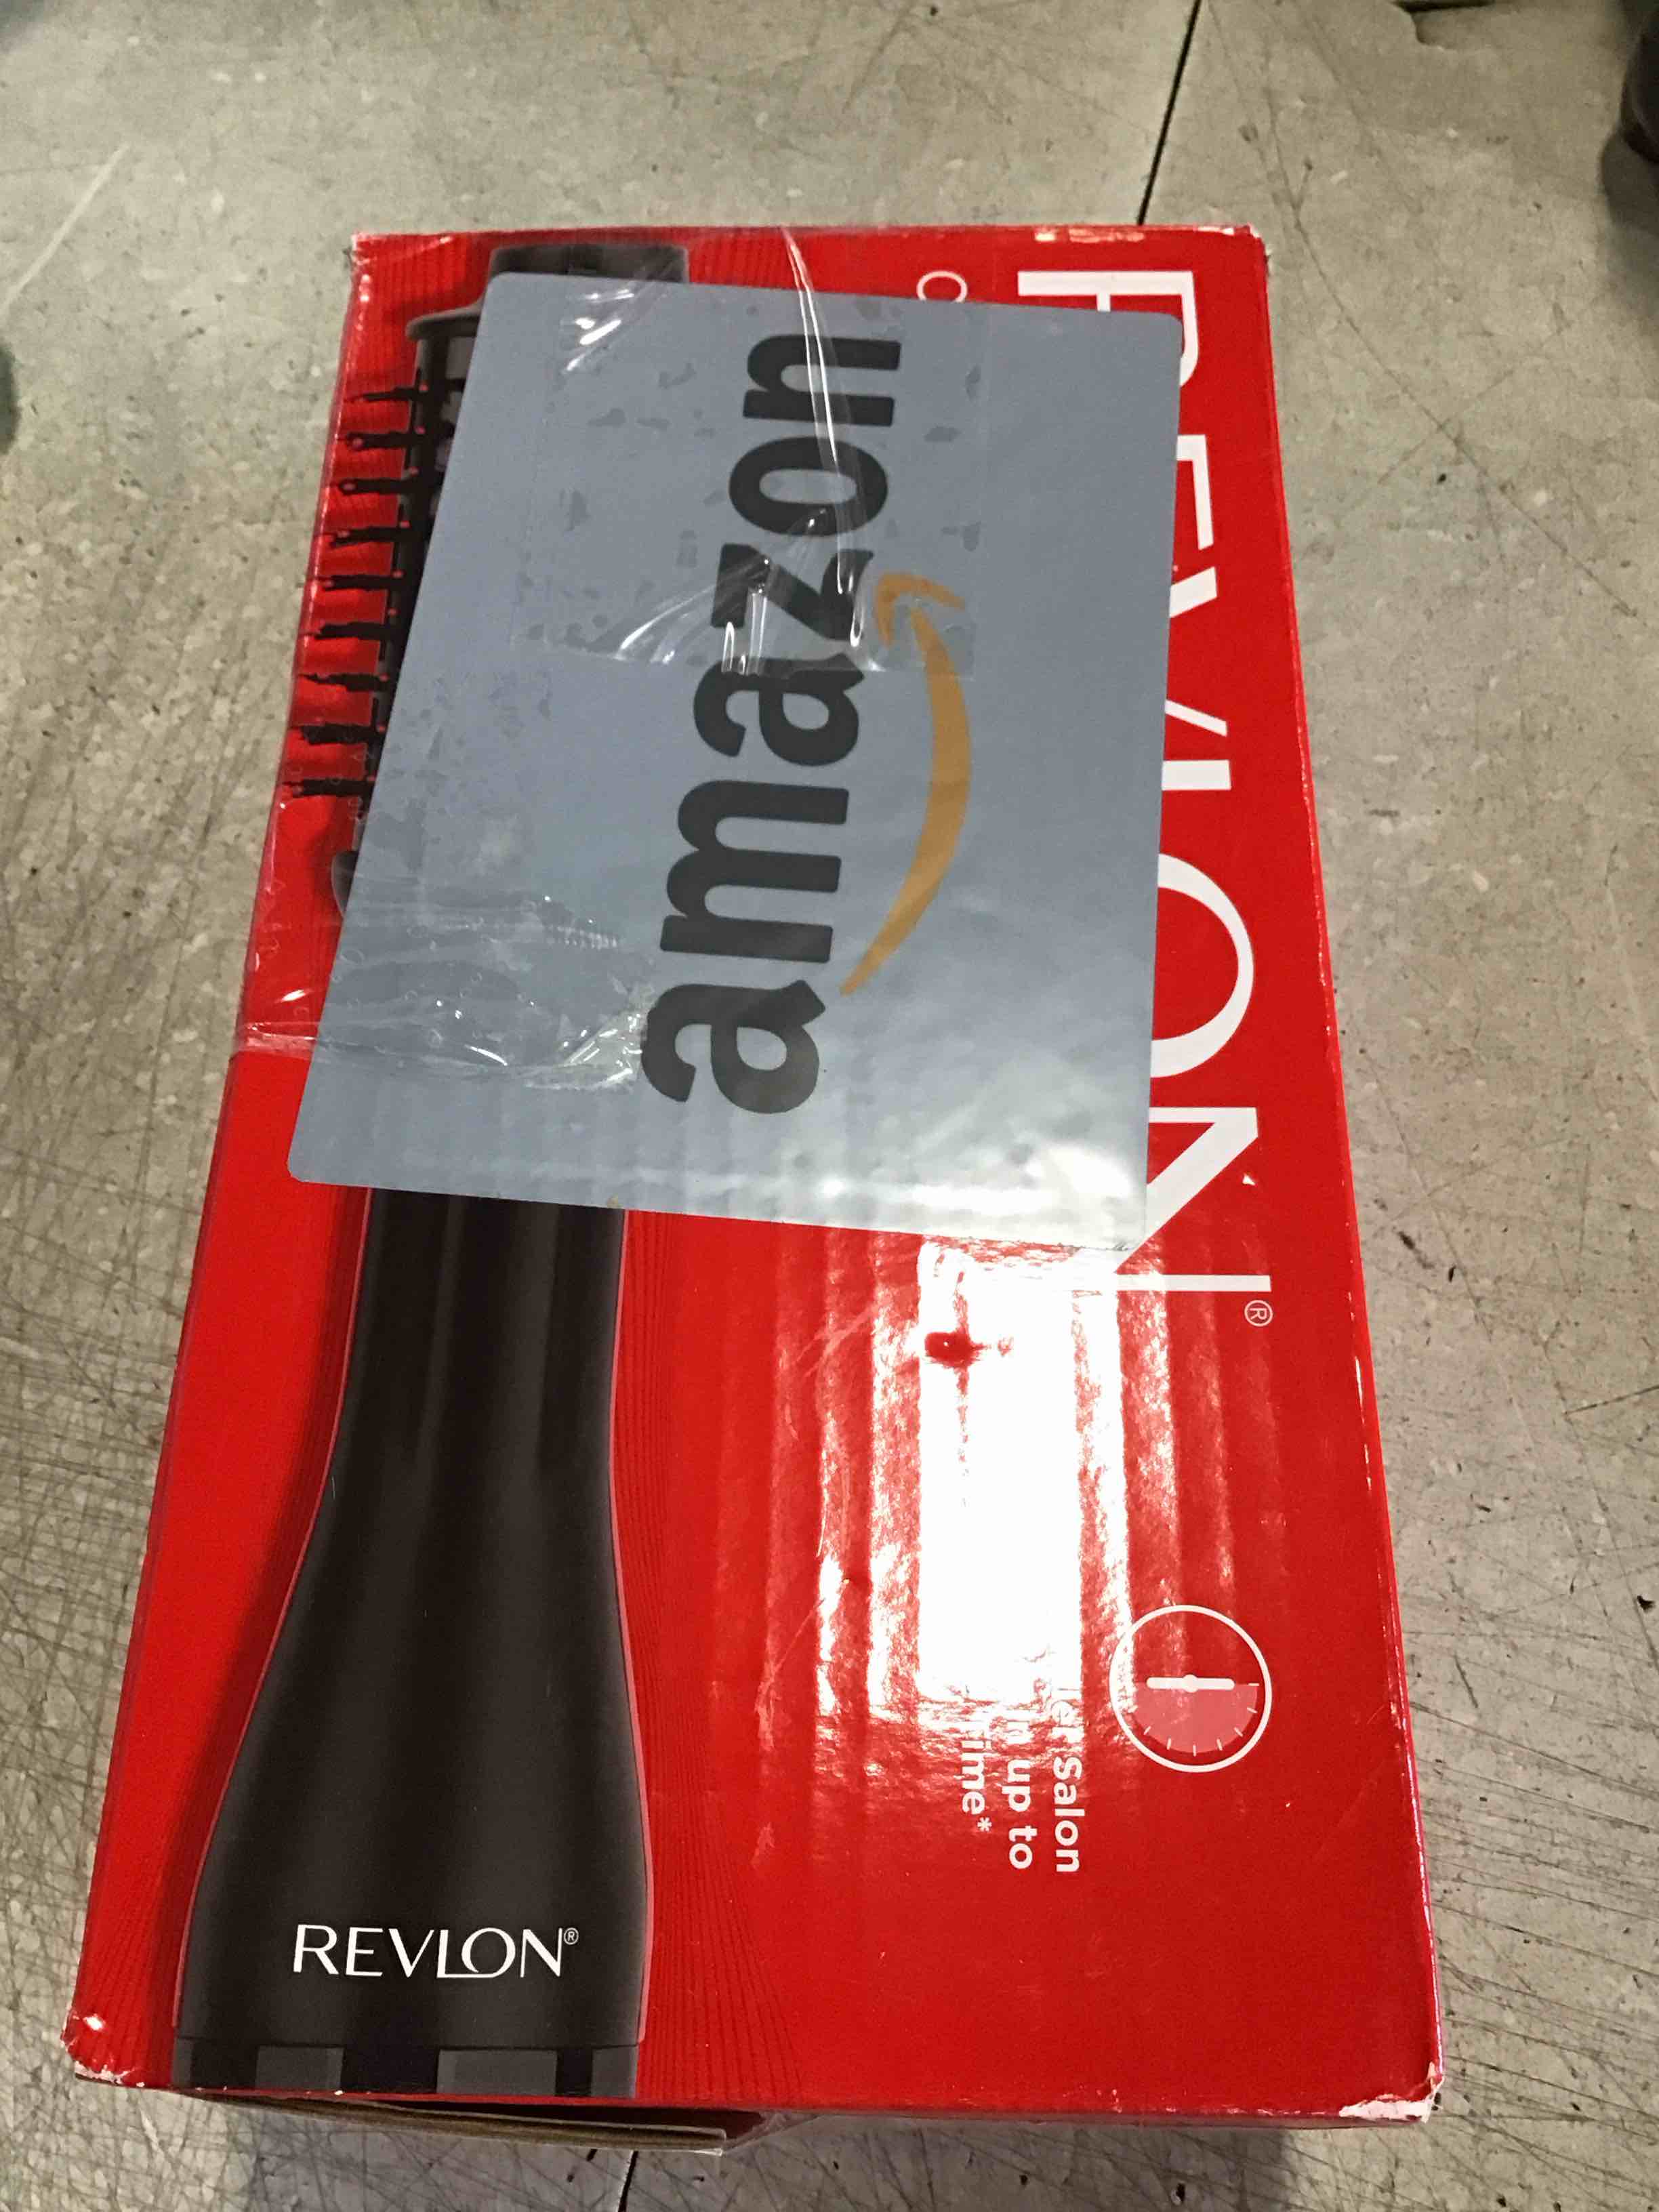 REVLON®
amazon
Salon
up to
Time*
REVLON®